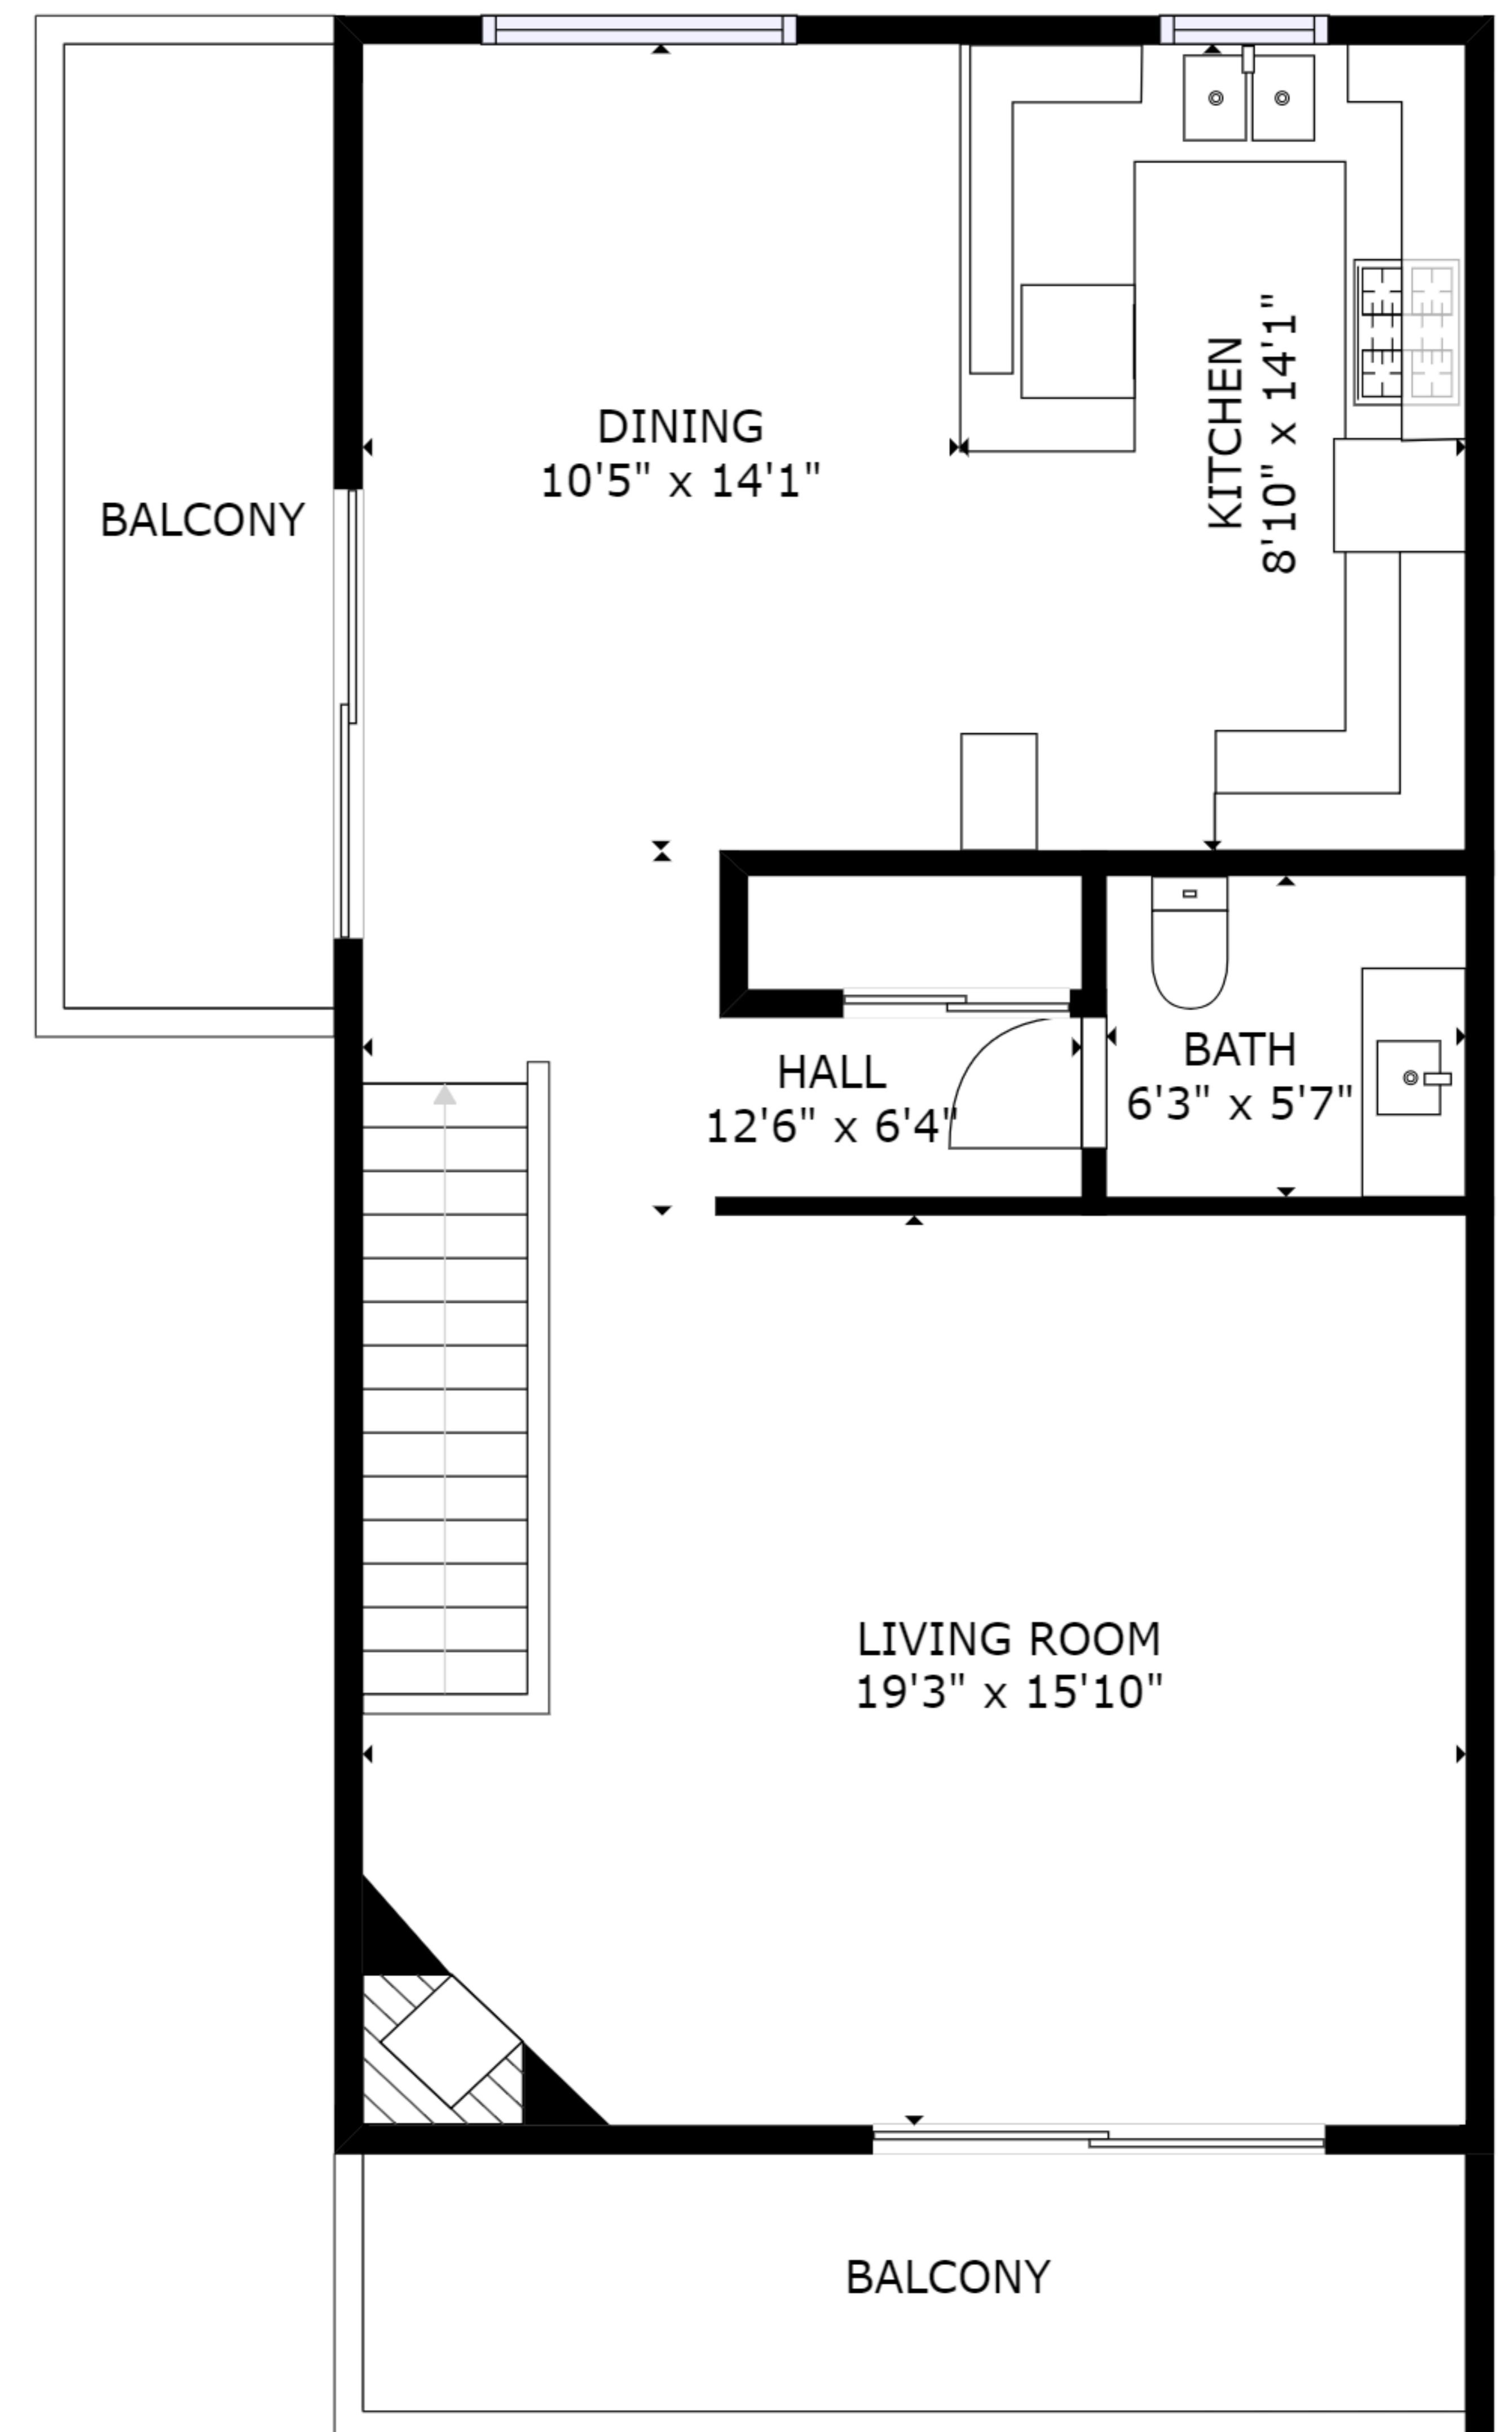 DINING
10'5" x 14'1"
KITCHEN
8'10" x 14'1"
BALCONY
HALL
12'6" x 6'4"
BATH
6'3" x 5'7"
LIVING ROOM
19'3" x 15'10"
BALCONY